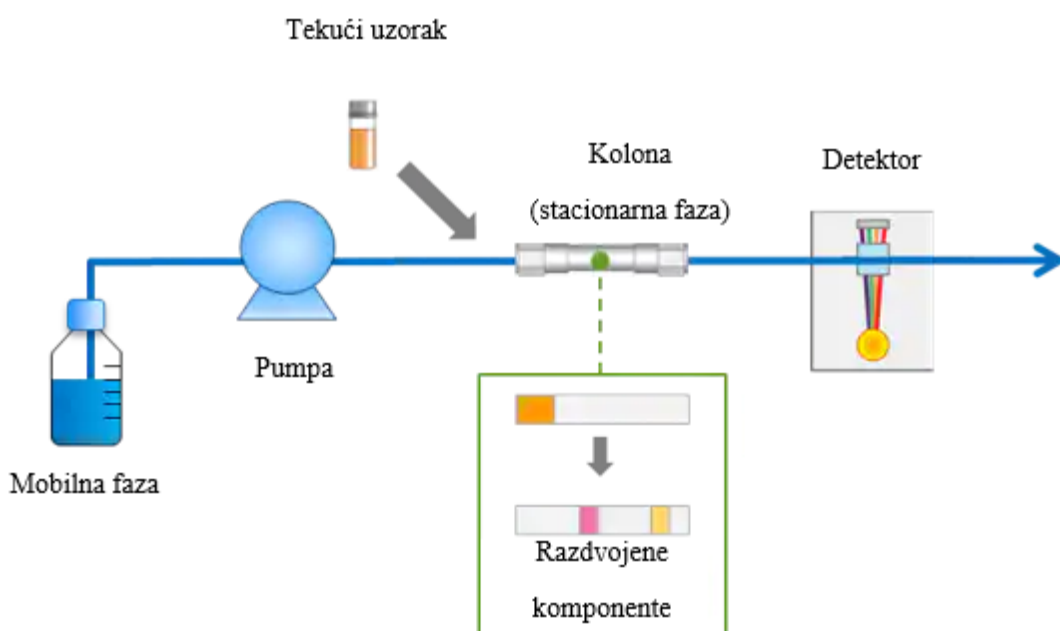 Tekući uzorak
Kolona
(stacionarna faza)
Detektor
Pumpa
Mobilna faza
Razdvojene
komponente